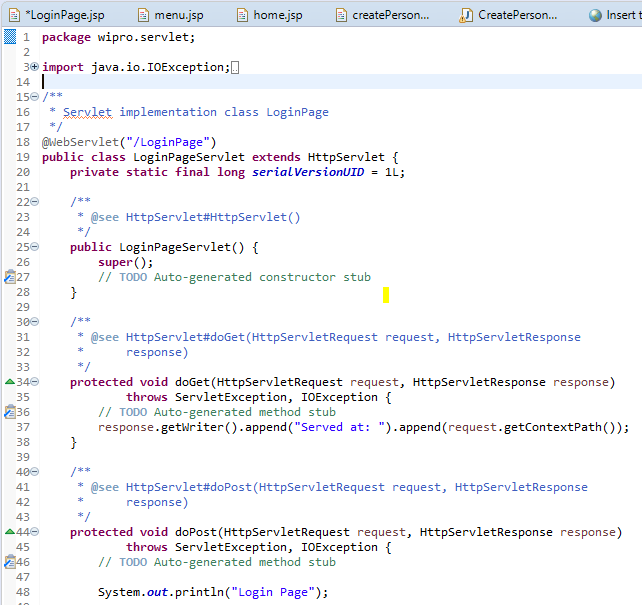 *LoginPage.jsp menu.jsp home.jsp createPerson... CreatePerson... Insert t
1 package wipro.servlet;
2
3 import java.io.IOException;
14
15 /**
16  * Servlet implementation class LoginPage
17  */
18 @WebServlet("/LoginPage")
19 public class LoginPageServlet extends HttpServlet {
20     private static final long serialVersionUID = 1L;
21
22     /**
23      * @see HttpServlet#HttpServlet()
24      */
25     public LoginPageServlet() {
26         super();
27         // TODO Auto-generated constructor stub
28     }
29
30     /**
31      * @see HttpServlet#doGet(HttpServletRequest request, HttpServletResponse
32      *      response)
33      */
34     protected void doGet(HttpServletRequest request, HttpServletResponse response)
35             throws ServletException, IOException {
36         // TODO Auto-generated method stub
37         response.getWriter().append("Served at: ").append(request.getContextPath());
38     }
39
40     /**
41      * @see HttpServlet#doPost(HttpServletRequest request, HttpServletResponse
42      *      response)
43      */
44     protected void doPost(HttpServletRequest request, HttpServletResponse response)
45             throws ServletException, IOException {
46         // TODO Auto-generated method stub
47
48         System.out.println("Login Page");